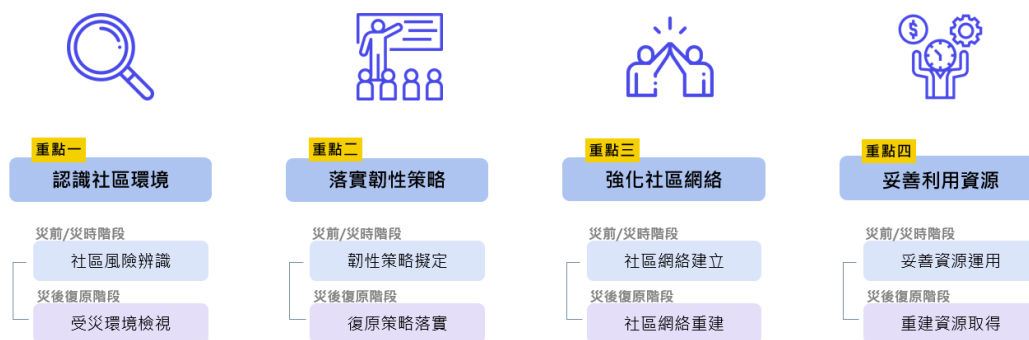 重點一
認識社區環境
災前/災時階段
社區風險辨識
災後復原階段
受災環境檢視
重點二
落實韌性策略
災前/災時階段
韌性策略擬定
災後復原階段
復原策略落實
重點三
強化社區網絡
災前/災時階段
社區網絡建立
災後復原階段
社區網絡重建
$
重點四
妥善利用資源
災前/災時階段
妥善資源運用
災後復原階段
重建資源取得